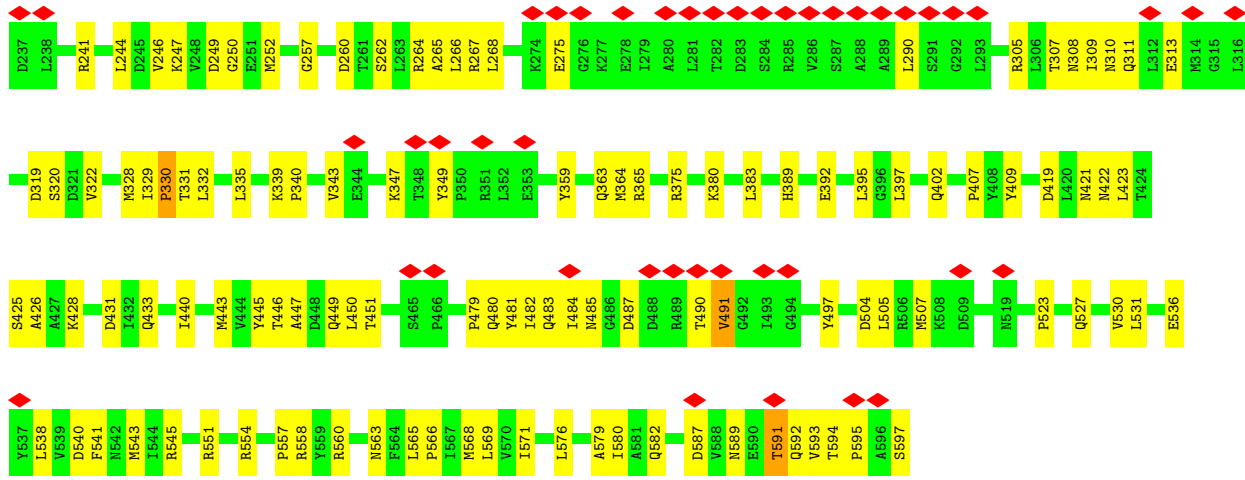 D237 L238 R241 L244 D245 V246 K247 V248 D249 G250 E251 M252 G257 D260 T261 S262 L263 R264 A265 L266 R267 L268 K274 E275 G276 K277 E278 I279 A280 L281 T282 D283 S284 R285 V286 S287 A288 A289 L290 S291 G292 L293 R305 L306 T307 N308 I309 N310 Q311 L312 E313 M314 G315 L316
D319 S320 D321 V322 M328 I329 P330 T331 L332 L335 K339 P340 V343 E344 K347 T348 Y349 P350 R351 L352 E353 Y359 Q363 M364 R365 R375 K380 L383 H389 E392 L395 G396 L397 Q402 P407 Y408 Y409 D419 L420 N421 N422 L423 T424
S425 A426 A427 K428 D431 I432 Q433 I440 M443 V444 Y445 T446 A447 D448 Q449 L450 T451 S465 P466 P479 Q480 Y481 I482 Q483 I484 N485 G486 D487 D488 R489 T490 V491 G492 I493 G494 Y497 D504 L505 R506 M507 K508 D509 N519 P523 Q527 V530 L531 E536
Y537 L538 V539 D540 F541 N542 M543 I544 R545 R551 R554 P557 R558 Y559 R560 N563 F564 L565 P566 I567 M568 L569 V570 I571 L576 A579 I580 A581 Q582 D587 V588 N589 E590 T591 Q592 V593 T594 P595 A596 S597